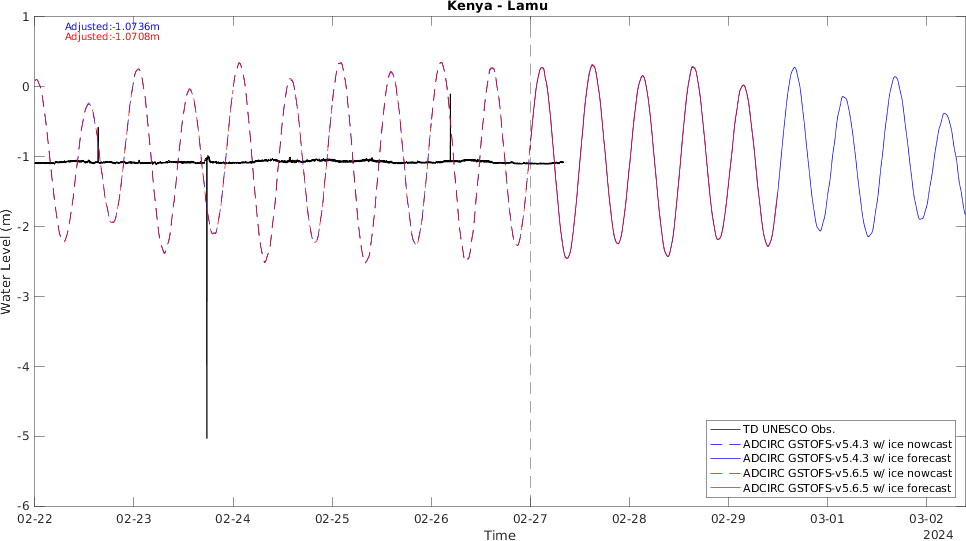 Kenya - Lamu
Adjusted:-1.0736m
Adjusted:-1.0708m
1
0
-1
-2
-3
-4
-5
-6
Water Level (m)
TD UNESCO Obs.
ADCIRC GSTOFS-v5.4.3 w/ ice nowcast
ADCIRC GSTOFS-v5.4.3 w/ ice forecast
ADCIRC GSTOFS-v5.6.5 w/ ice nowcast
ADCIRC GSTOFS-v5.6.5 w/ ice forecast
02-22 02-23 02-24 02-25 02-26 02-27 02-28 02-29 03-01 03-02
Time
2024